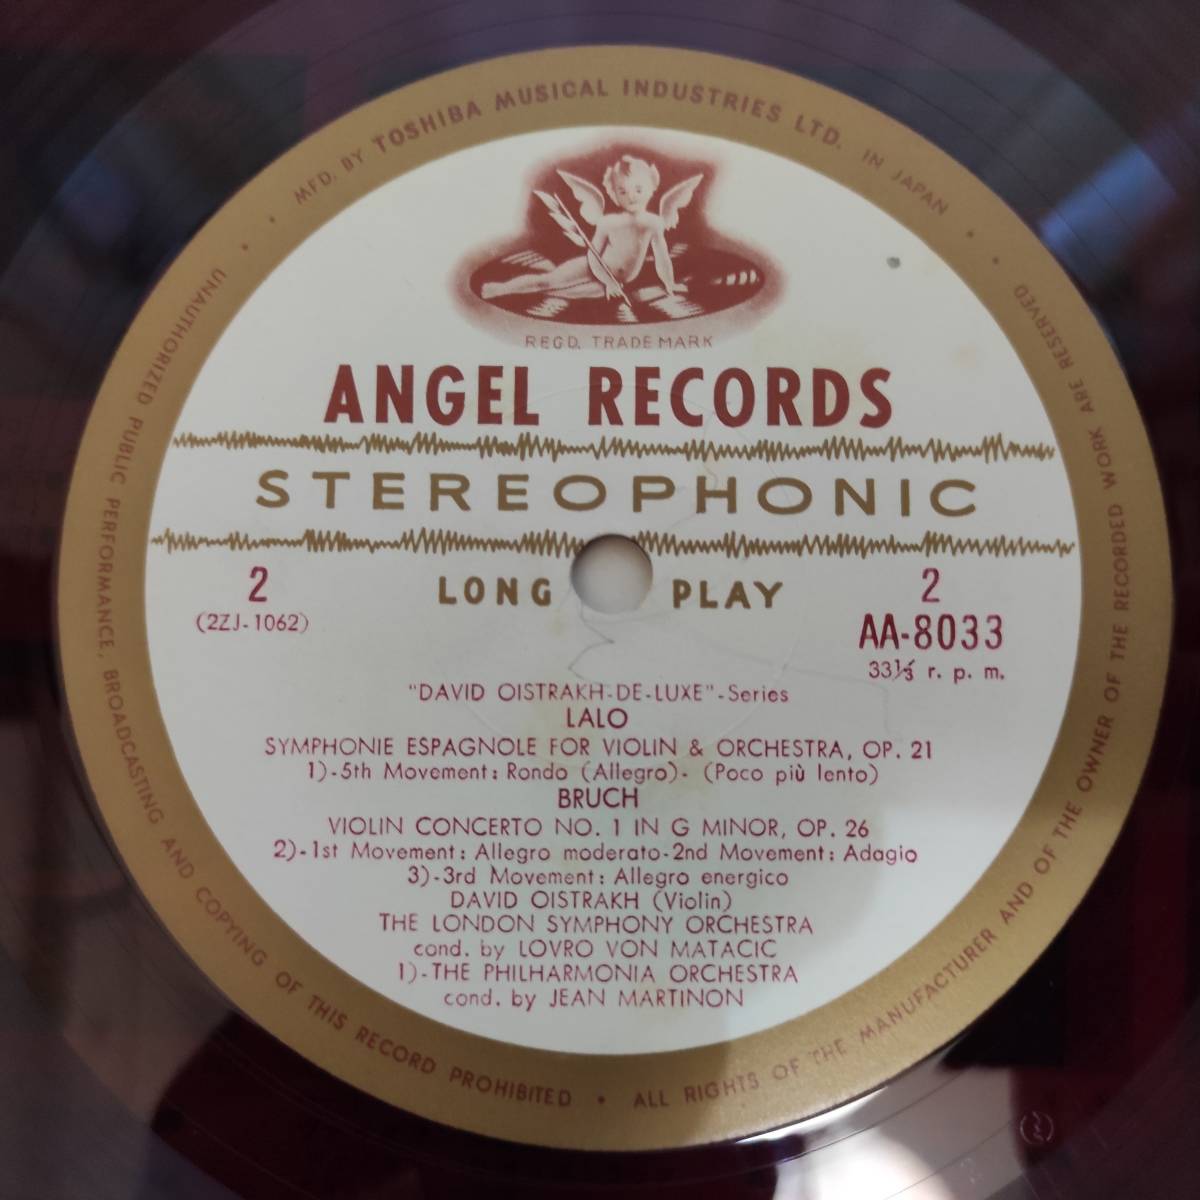 MFD. BY TOSHIBA MUSICAL INDUSTRIES LTD. IN JAPAN
REGD. TRADE MARK
ANGEL RECORDS
STEREOPHONIC
LONG PLAY
2
(2ZJ-1062)
2
AA-8033
33⅓ r. p. m.
"DAVID OISTRAKH-DE-LUXE"-Series
LALO
SYMPHONIE ESPAGNOLE FOR VIOLIN & ORCHESTRA, OP. 21
1)-5th Movement: Rondo (Allegro)- (Poco più lento)
BRUCH
VIOLIN CONCERTO NO. 1 IN G MINOR, OP. 26
2)-1st Movement: Allegro moderato-2nd Movement: Adagio
3)-3rd Movement: Allegro energico
DAVID OISTRAKH (Violin)
THE LONDON SYMPHONY ORCHESTRA
cond. by LOVRO VON MATACIC
1)-THE PHILHARMONIA ORCHESTRA
cond. by JEAN MARTINON
UNAUTHORIZED PUBLIC PERFORMANCE, BROADCASTING AND COPYING OF THIS RECORD PROHIBITED • ALL RIGHTS OF THE MANUFACTURER AND OF THE OWNER OF THE RECORDED WORK ARE RESERVED